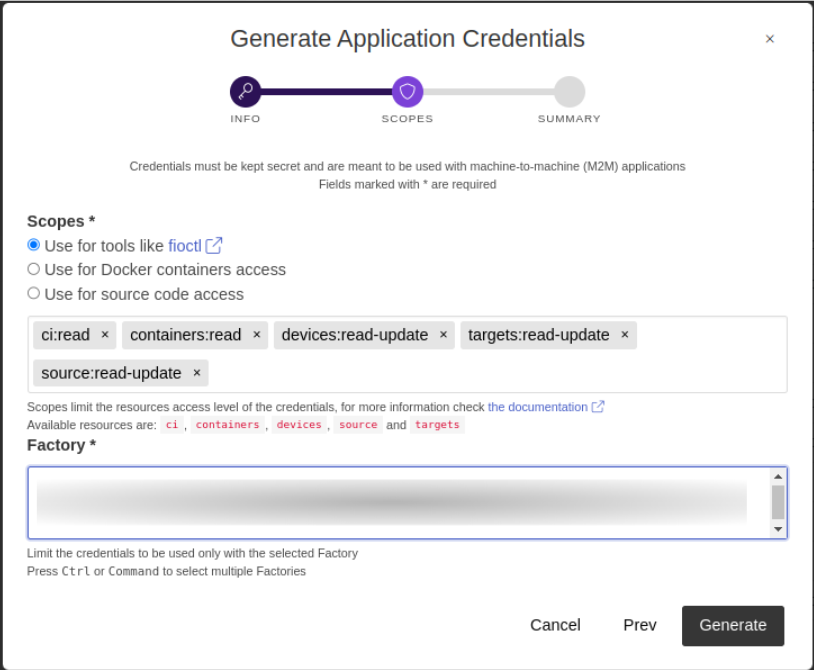 Generate Application Credentials
×
INFO SCOPES SUMMARY
Credentials must be kept secret and are meant to be used with machine-to-machine (M2M) applications
Fields marked with * are required
Scopes *
Use for tools like fioctl
Use for Docker containers access
Use for source code access
ci:read × containers:read × devices:read-update × targets:read-update ×
source:read-update ×
Scopes limit the resources access level of the credentials, for more information check the documentation
Available resources are: ci , containers , devices , source and targets
Factory *
Limit the credentials to be used only with the selected Factory
Press Ctrl or Command to select multiple Factories
Cancel Prev Generate